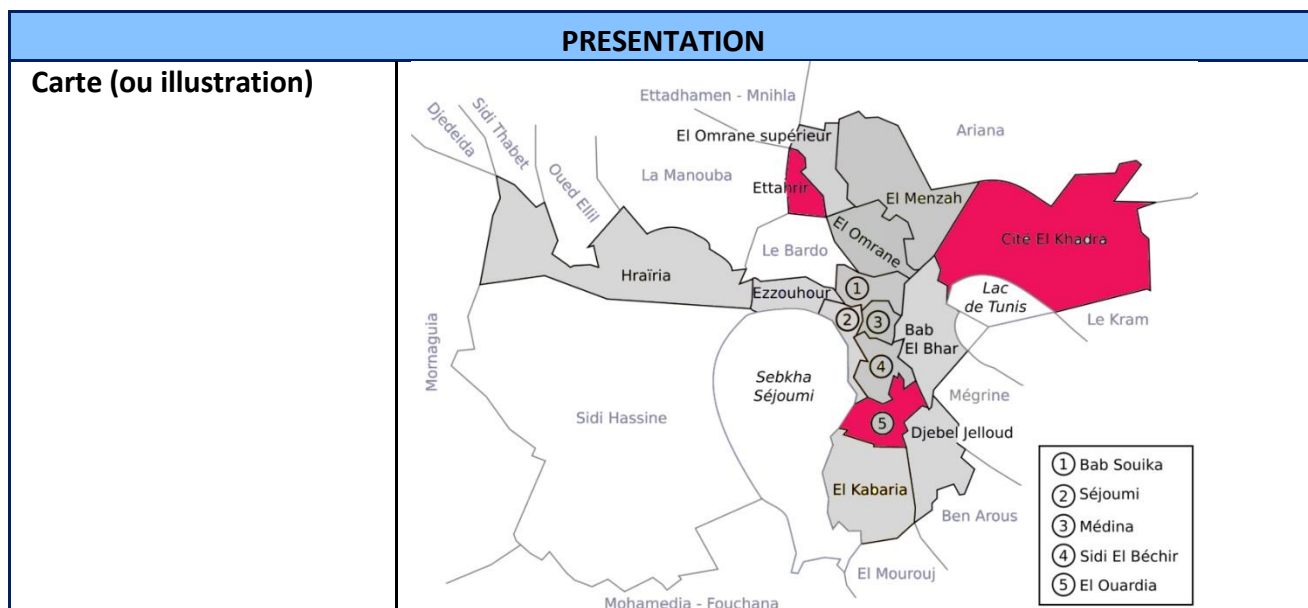 PRESENTATION
Carte (ou illustration)
Ettadhamen - Mnihla
El Omrane supérieur
Ariana
Djedeida
Sidi Thabet
Oued Ellil
La Manouba
Ettahrir
El Menzah
Cité El Khadra
Le Bardo
El Omrane
Hraïria
Ezzouhour
1
2
3
Lac
de Tunis
Le Kram
Bab
El Bhar
Mornaguia
4
Sebkha
Séjoumi
Mégrine
Sidi Hassine
5
Djebel Jelloud
El Kabaria
Ben Arous
El Mourouj
Mohamedia - Fouchana
1 Bab Souika
2 Séjoumi
3 Médina
4 Sidi El Béchir
5 El Ouardia